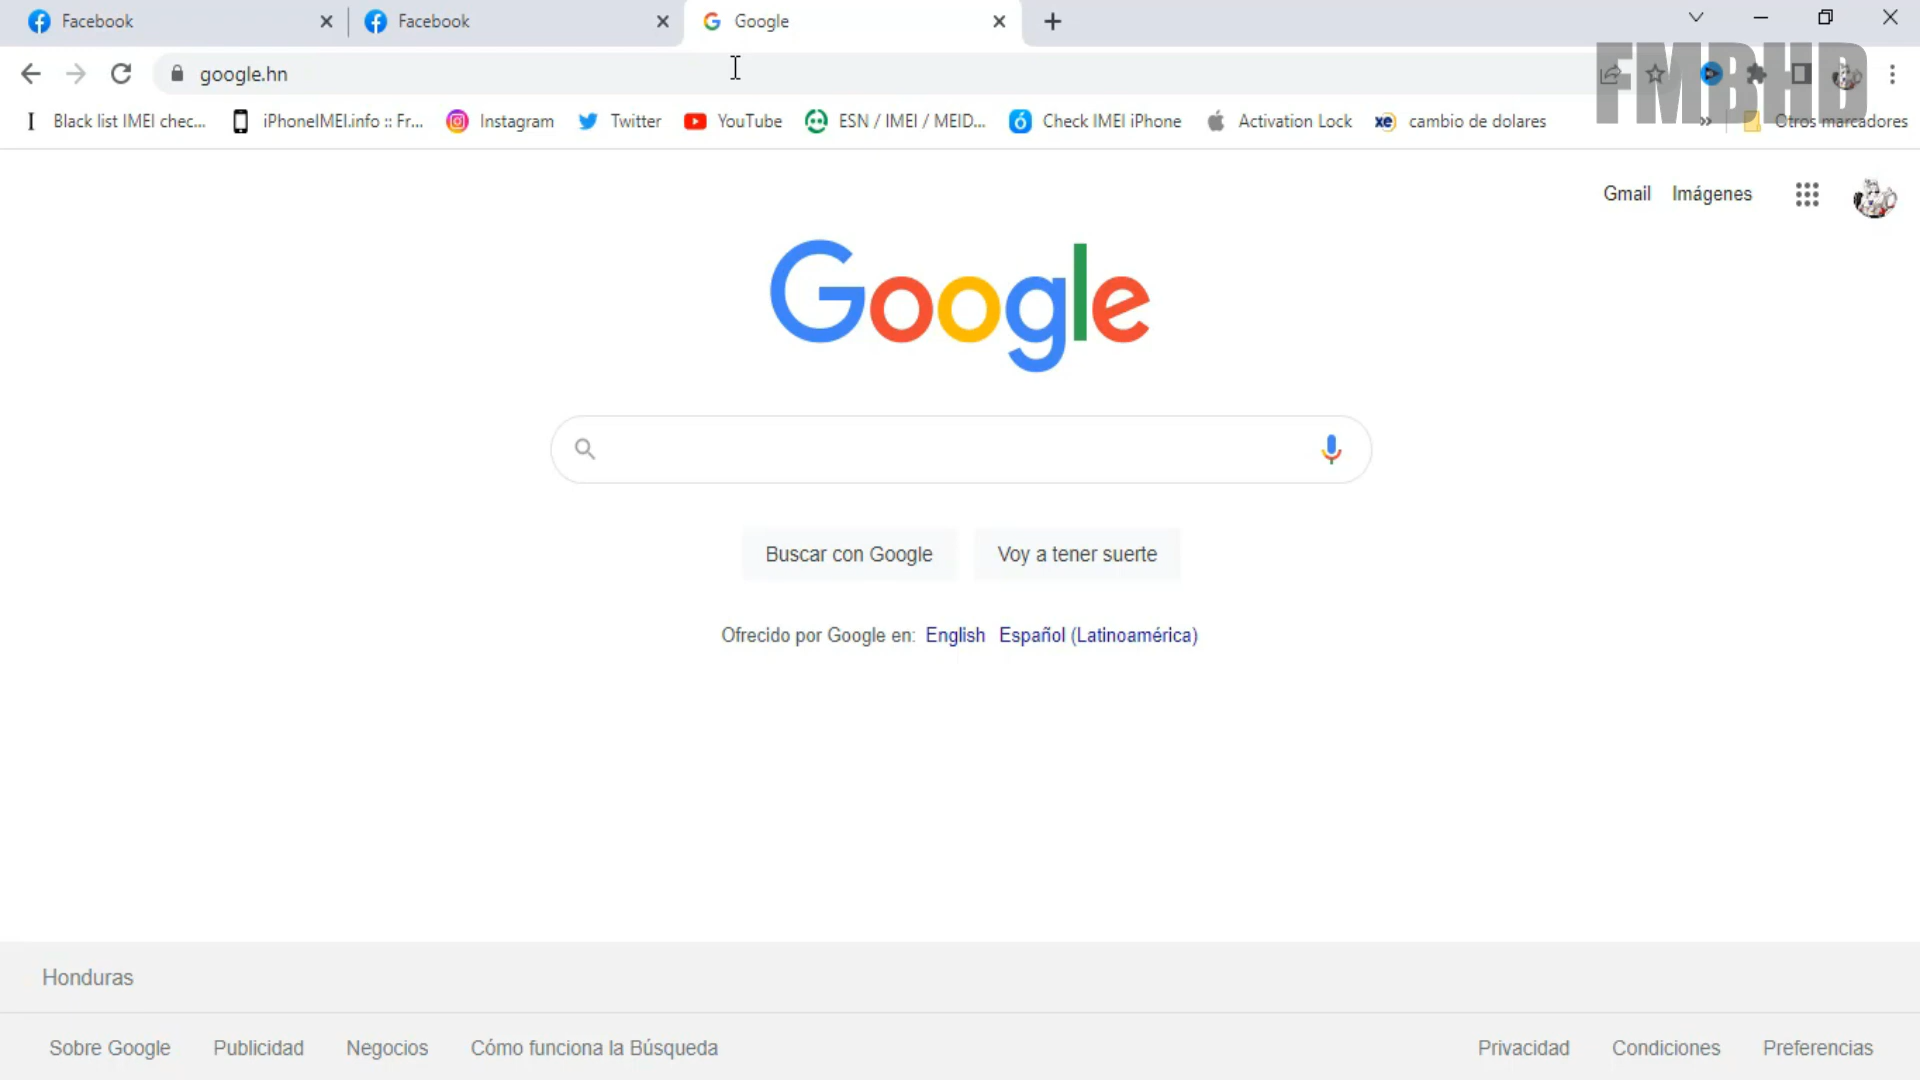 Facebook
Facebook
Google
google.hn
FMBHD
Black list IMEI chec...
iPhoneIMEI.info :: Fr...
Instagram
Twitter
YouTube
ESN / IMEI / MEID...
Check IMEI iPhone
Activation Lock
xe cambio de dolares
»
Otros marcadores
Gmail
Imágenes
Google
Buscar con Google
Voy a tener suerte
Ofrecido por Google en: English Español (Latinoamérica)
Honduras
Sobre Google
Publicidad
Negocios
Cómo funciona la Búsqueda
Privacidad
Condiciones
Preferencias